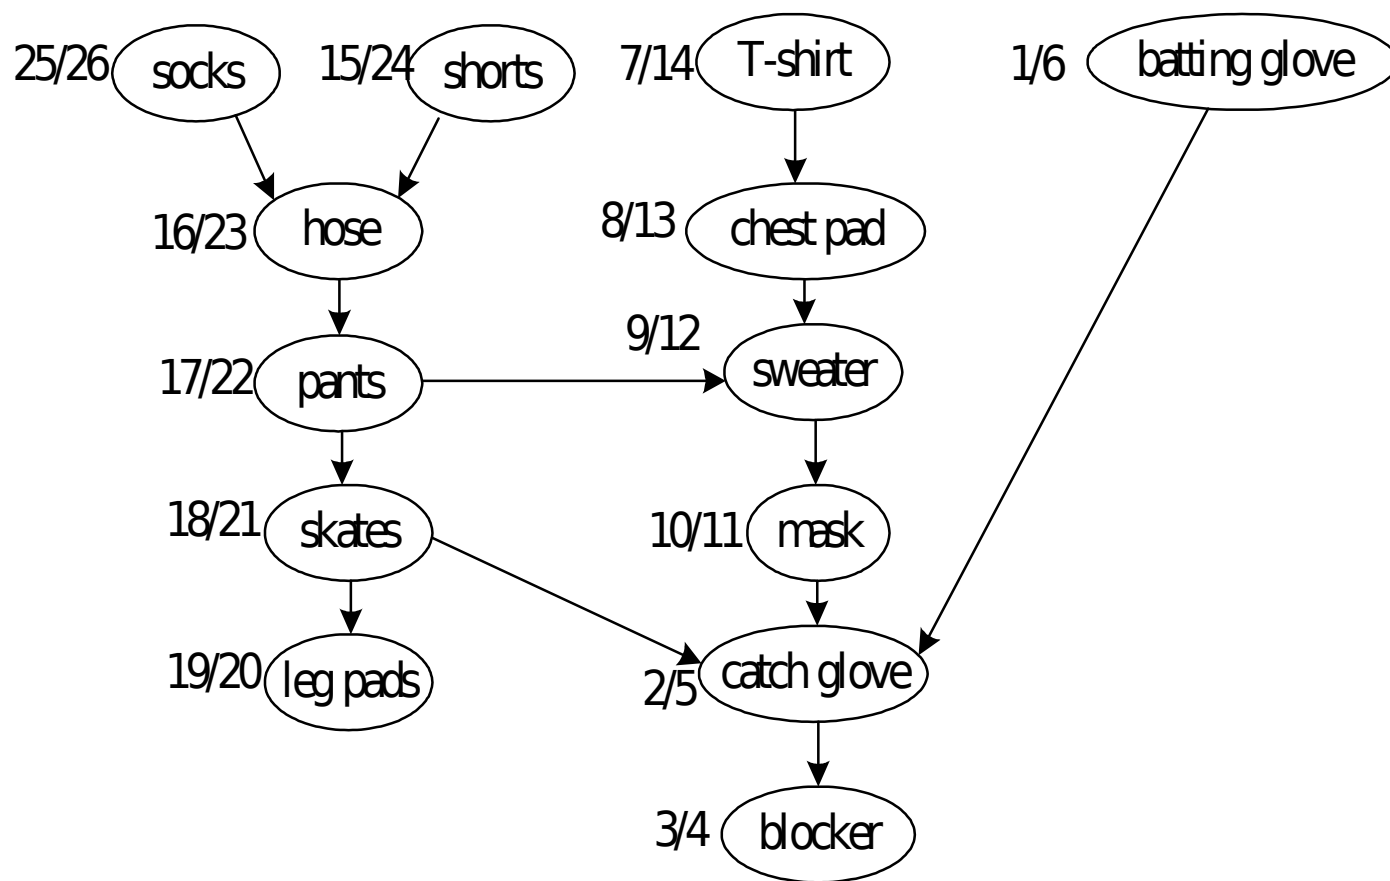 25/26 socks 15/24 shorts 7/14 T-shirt 1/6 batting glove
16/23 hose 8/13 chest pad
9/12 sweater
17/22 pants
18/21 skates 10/11 mask
19/20 leg pads 2/5 catch glove
3/4 blocker